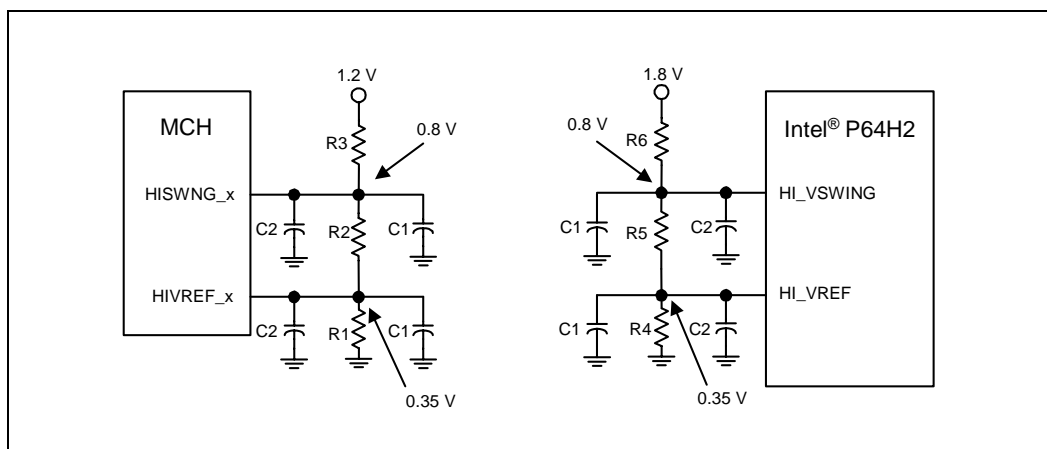 1.2 V
MCH
R3
0.8 V
HISWNG_x
C2
R2
C1
HIVREF_x
C2
R1
C1
0.35 V
1.8 V
0.8 V
R6
Intel® P64H2
HI_VSWING
C1
R5
C2
HI_VREF
C1
R4
C2
0.35 V